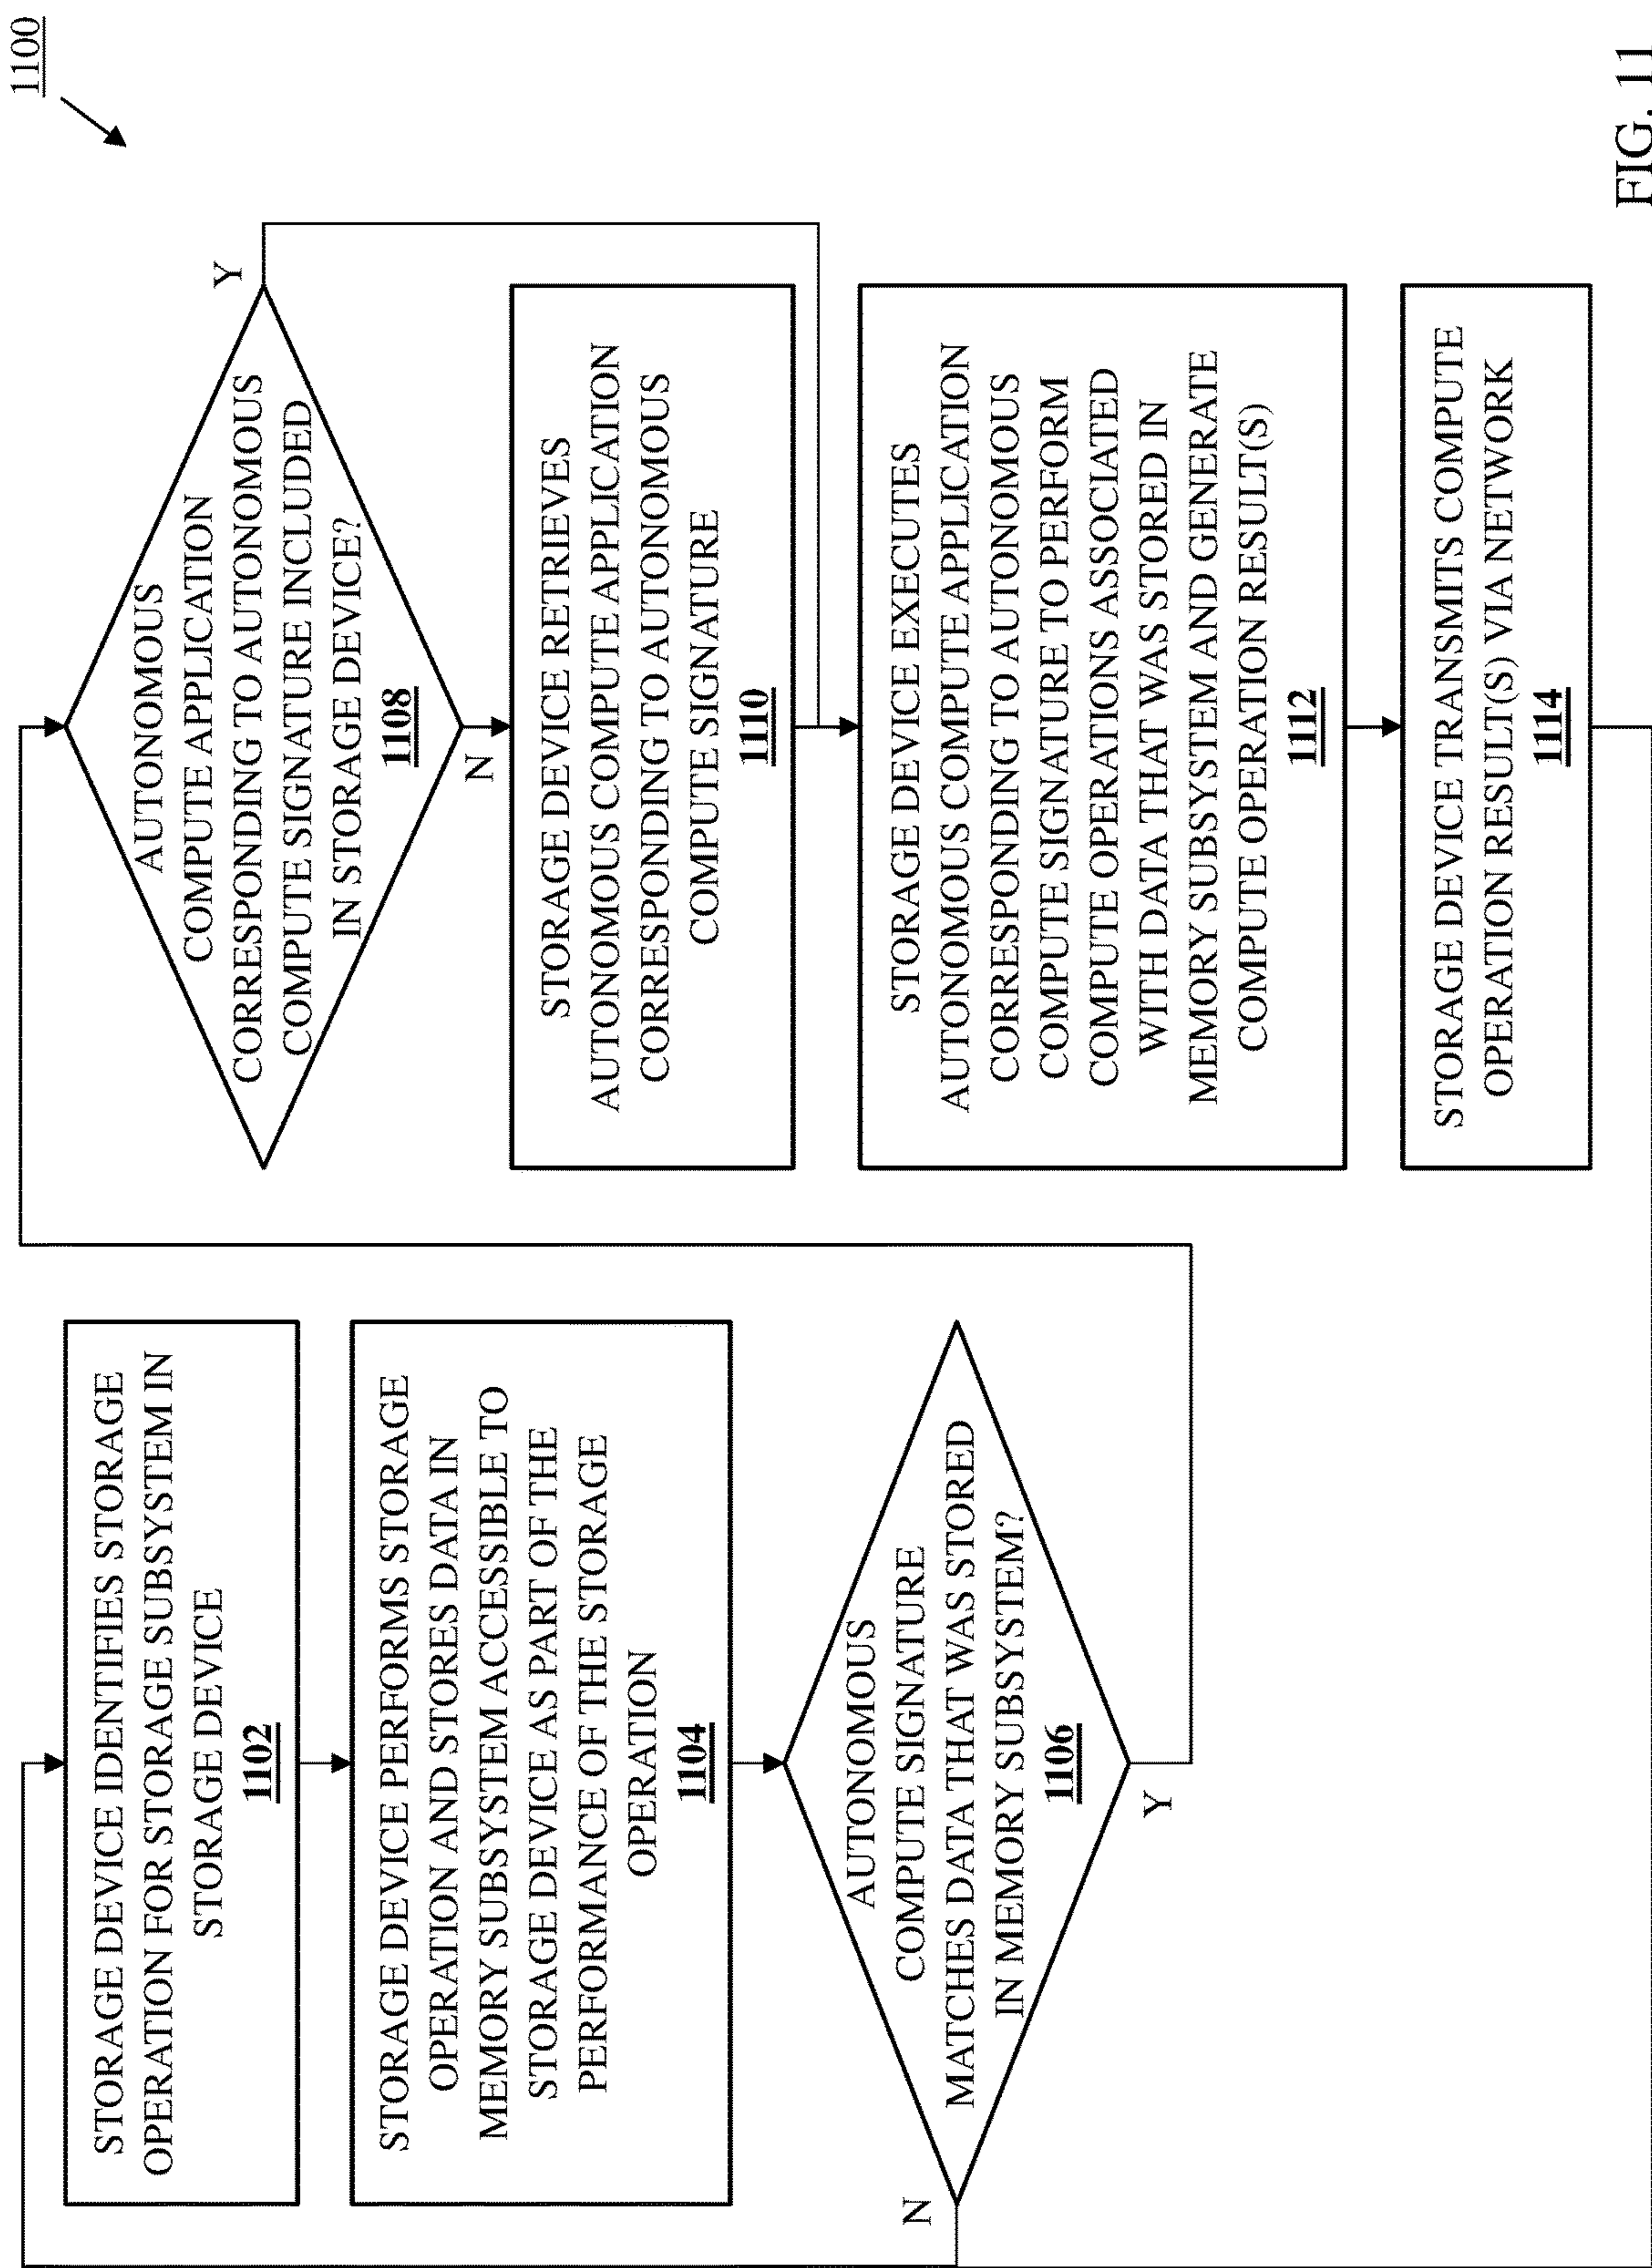 1100
STORAGE DEVICE IDENTIFIES STORAGE
OPERATION FOR STORAGE SUBSYSTEM IN
STORAGE DEVICE
1102
STORAGE DEVICE PERFORMS STORAGE
OPERATION AND STORES DATA IN
MEMORY SUBSYSTEM ACCESSIBLE TO
STORAGE DEVICE AS PART OF THE
PERFORMANCE OF THE STORAGE
OPERATION
1104
AUTONOMOUS
COMPUTE SIGNATURE
MATCHES DATA THAT WAS STORED
IN MEMORY SUBSYSTEM?
1106
N
Y
AUTONOMOUS
COMPUTE APPLICATION
CORRESPONDING TO AUTONOMOUS
COMPUTE SIGNATURE INCLUDED
IN STORAGE DEVICE?
1108
Y
N
STORAGE DEVICE RETRIEVES
AUTONOMOUS COMPUTE APPLICATION
CORRESPONDING TO AUTONOMOUS
COMPUTE SIGNATURE
1110
STORAGE DEVICE EXECUTES
AUTONOMOUS COMPUTE APPLICATION
CORRESPONDING TO AUTONOMOUS
COMPUTE SIGNATURE TO PERFORM
COMPUTE OPERATIONS ASSOCIATED
WITH DATA THAT WAS STORED IN
MEMORY SUBSYSTEM AND GENERATE
COMPUTE OPERATION RESULT(S)
1112
STORAGE DEVICE TRANSMITS COMPUTE
OPERATION RESULT(S) VIA NETWORK
1114
FIG. 11